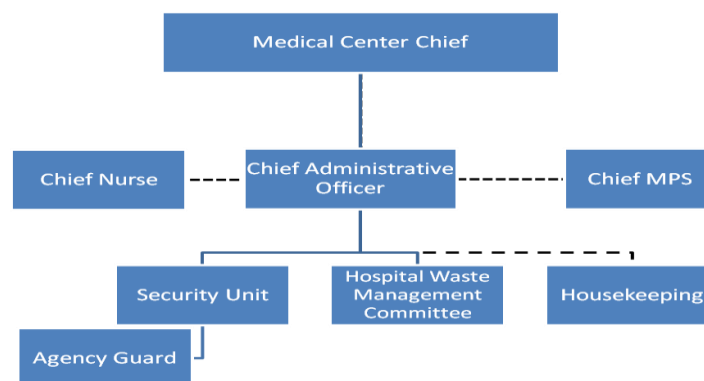 Medical Center Chief
Chief Nurse
Chief Administrative
Officer
Chief MPS
Security Unit
Hospital Waste
Management
Committee
Housekeeping
Agency Guard